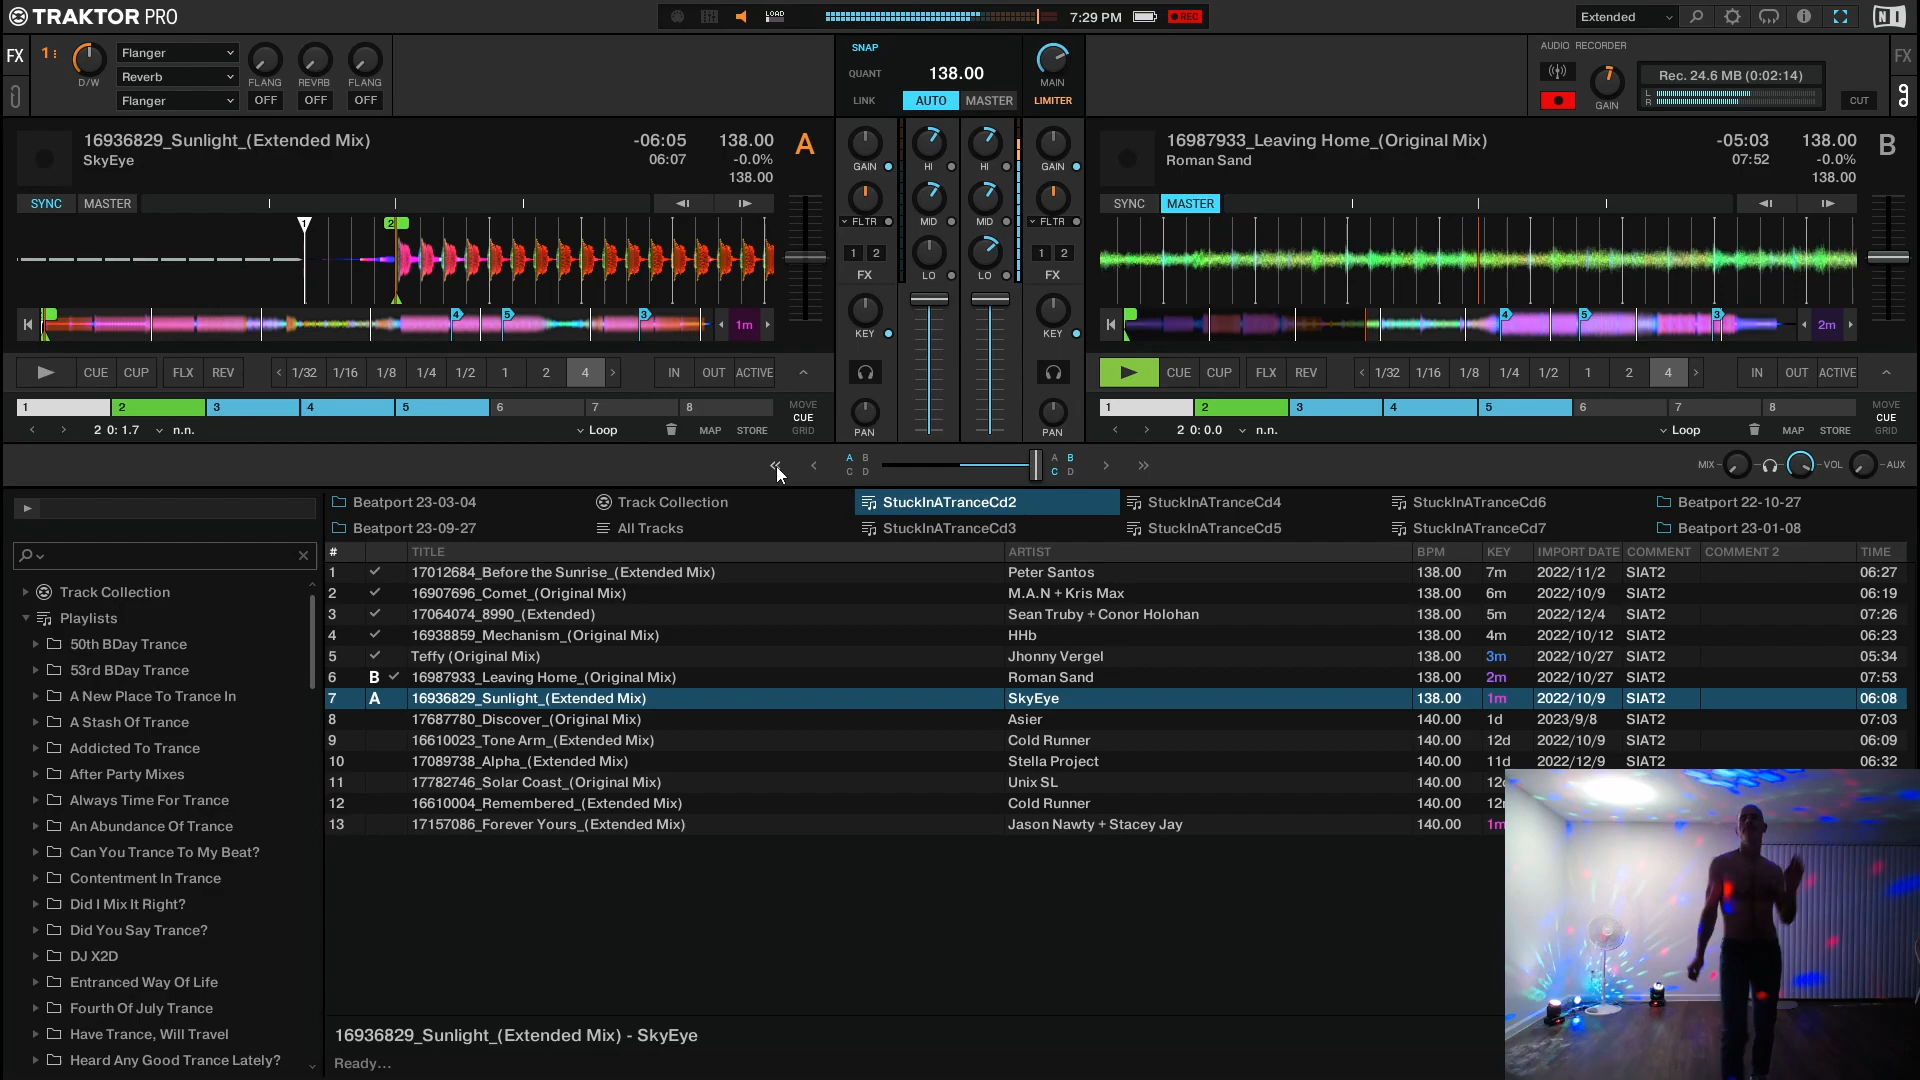 TRAKTOR PRO
LOAD
7:29 PM
REC
Extended
FX
1
D/W
Flanger
Reverb
Flanger
FLANG
REVRB
FLANG
OFF
OFF
OFF
SNAP
QUANT
LINK
138.00
AUTO
MASTER
MAIN
LIMITER
AUDIO RECORDER
Rec. 24.6 MB (0:02:14)
L
R
GAIN
CUT
FX
16936829_Sunlight_(Extended Mix)
SkyEye
-06:05
06:07
138.00
-0.0%
138.00
A
SYNC
MASTER
1
2
4
5
3
1m
CUE
CUP
FLX
REV
1/32
1/16
1/8
1/4
1/2
1
2
4
IN
OUT
ACTIVE
1
2
3
4
5
6
7
8
MOVE
CUE
GRID
2 0: 1.7
n.n.
Loop
MAP
STORE
GAIN
HI
HI
GAIN
FLTR
MID
MID
FLTR
1
2
LO
LO
1
2
FX
FX
KEY
KEY
PAN
PAN
16987933_Leaving Home_(Original Mix)
Roman Sand
-05:03
07:52
138.00
-0.0%
138.00
B
SYNC
MASTER
4
5
3
2m
CUE
CUP
FLX
REV
1/32
1/16
1/8
1/4
1/2
1
2
4
IN
OUT
ACTIVE
1
2
3
4
5
6
7
8
MOVE
CUE
GRID
2 0: 0.0
n.n.
Loop
MAP
STORE
A B
C D
A B
C D
MIX
VOL
AUX
Beatport 23-03-04
Track Collection
StuckInATranceCd2
StuckInATranceCd4
StuckInATranceCd6
Beatport 22-10-27
Beatport 23-09-27
All Tracks
StuckInATranceCd3
StuckInATranceCd5
StuckInATranceCd7
Beatport 23-01-08
Track Collection
Playlists
50th BDay Trance
53rd BDay Trance
A New Place To Trance In
A Stash Of Trance
Addicted To Trance
After Party Mixes
Always Time For Trance
An Abundance Of Trance
Can You Trance To My Beat?
Contentment In Trance
Did I Mix It Right?
Did You Say Trance?
DJ X2D
Entranced Way Of Life
Fourth Of July Trance
Have Trance, Will Travel
Heard Any Good Trance Lately?
# TITLE ARTIST BPM KEY IMPORT DATE COMMENT COMMENT 2 TIME
1 17012684_Before the Sunrise_(Extended Mix) Peter Santos 138.00 7m 2022/11/2 SIAT2 06:27
2 16907696_Comet_(Original Mix) M.A.N + Kris Max 138.00 6m 2022/10/9 SIAT2 06:19
3 17064074_8990_(Extended) Sean Truby + Conor Holohan 138.00 5m 2022/12/4 SIAT2 07:26
4 16938859_Mechanism_(Original Mix) HHb 138.00 4m 2022/10/12 SIAT2 06:23
5 Teffy (Original Mix) Jhonny Vergel 138.00 3m 2022/10/27 SIAT2 05:34
6 B 16987933_Leaving Home_(Original Mix) Roman Sand 138.00 2m 2022/10/27 SIAT2 07:53
7 A 16936829_Sunlight_(Extended Mix) SkyEye 138.00 1m 2022/10/9 SIAT2 06:08
8 17687780_Discover_(Original Mix) Asier 140.00 1d 2023/9/8 SIAT2 07:03
9 16610023_Tone Arm_(Extended Mix) Cold Runner 140.00 12d 2022/10/9 SIAT2 06:09
10 17089738_Alpha_(Extended Mix) Stella Project 140.00 11d 2022/12/9 SIAT2 06:32
11 17782746_Solar Coast_(Original Mix) Unix SL 140.00
12 16610004_Remembered_(Extended Mix) Cold Runner 140.00
13 17157086_Forever Yours_(Extended Mix) Jason Nawty + Stacey Jay 140.00 1m
16936829_Sunlight_(Extended Mix) - SkyEye
Ready...